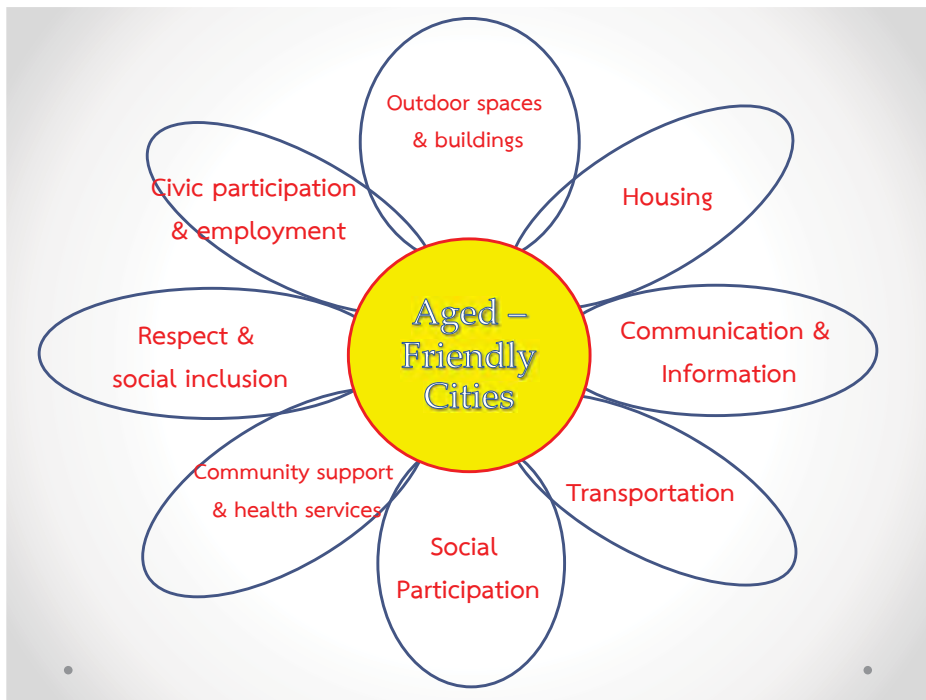 Outdoor spaces
& buildings
Housing
Communication &
Information
Transportation
Social
Participation
Community support
& health services
Respect &
social inclusion
Civic participation
& employment
Aged –
Friendly
Cities